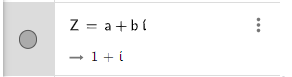 Z = a + b í
→ 1 + í